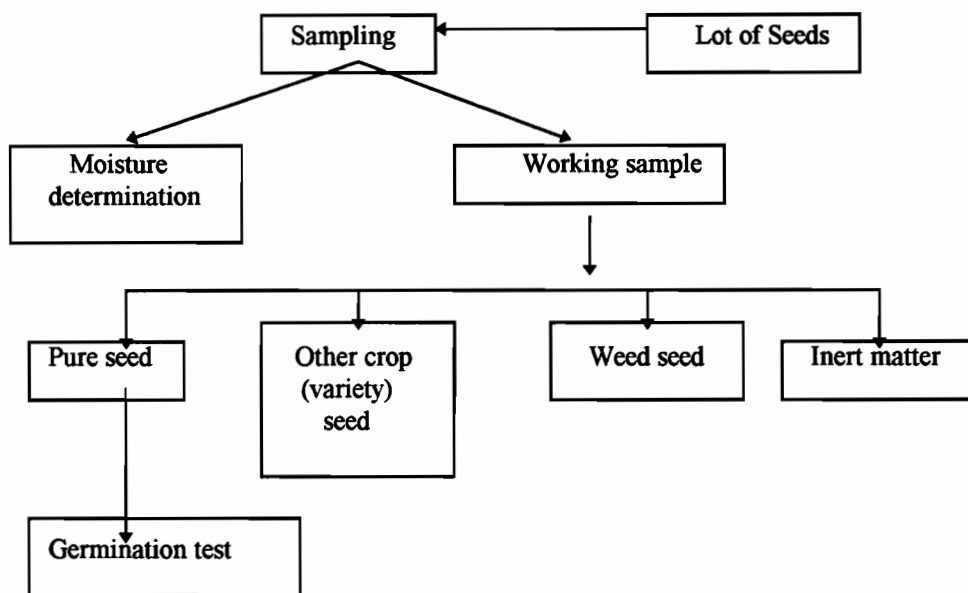 Sampling
Lot of Seeds
Moisture
determination
Working sample
Pure seed
Other crop
(variety)
seed
Weed seed
Inert matter
Germination test